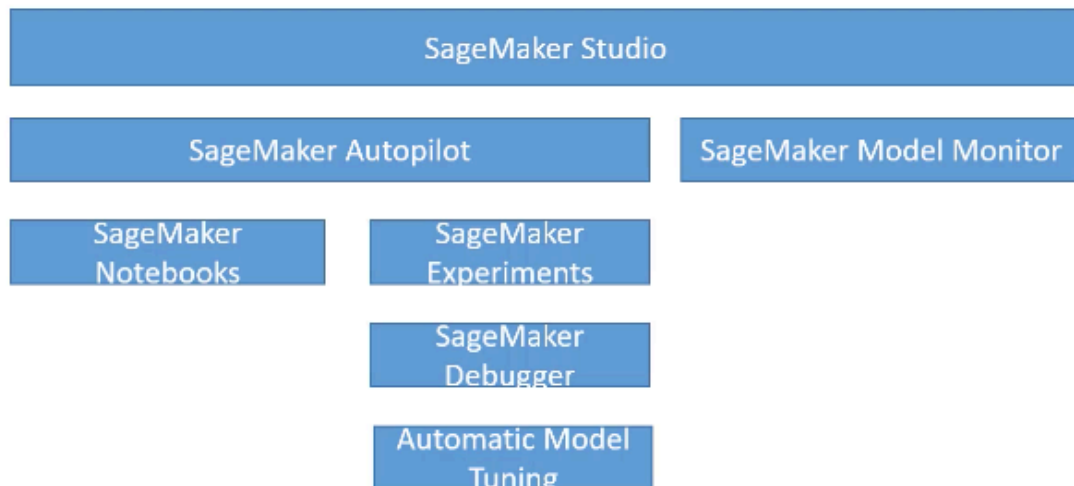 SageMaker Studio
SageMaker Autopilot
SageMaker Model Monitor
SageMaker
Notebooks
SageMaker
Experiments
SageMaker
Debugger
Automatic Model
Tuning